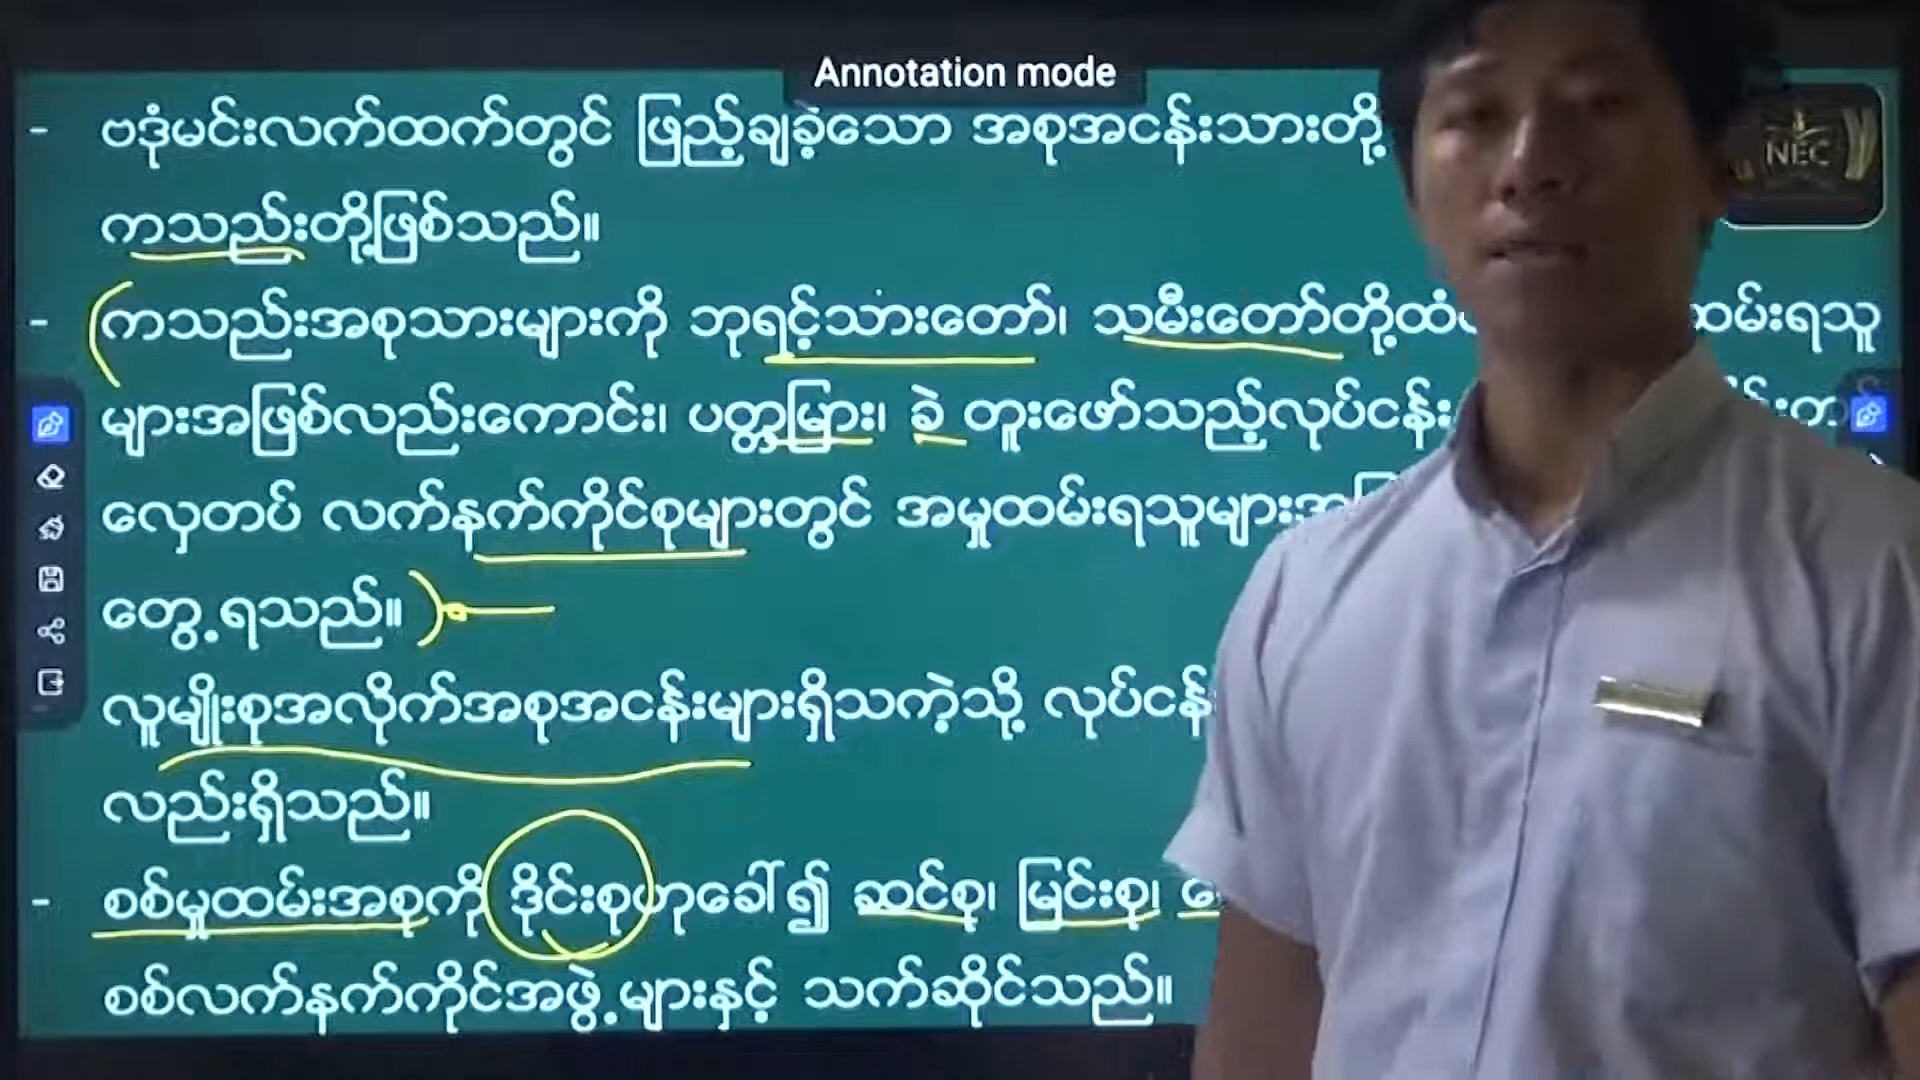 Annotation mode
NEC
- ဗဒုံမင်းလက်ထက်တွင် ဖြည့်ချခဲ့သော အစုအငန်းသားတို့
ကသည်းတို့ဖြစ်သည်။
- ကသည်းအစုသားများကို ဘုရင့်သားတော်၊ သမီးတော်တို့ထံ ထမ်းရသူ
များအဖြစ်လည်းကောင်း၊ ပတ္တမြား၊ ခဲ တူးဖော်သည့်လုပ်ငန်း
လှေတပ် လက်နက်ကိုင်စုများတွင် အမှုထမ်းရသူများ
တွေ့ရသည်။
လူမျိုးစုအလိုက်အစုအငန်းများရှိသကဲ့သို့ လုပ်ငန်း
လည်းရှိသည်။
- စစ်မှုထမ်းအစုကို ဒိုင်းစုဟုခေါ်၍ ဆင်စု၊ မြင်းစု၊
စစ်လက်နက်ကိုင်အဖွဲ့များနှင့် သက်ဆိုင်သည်။